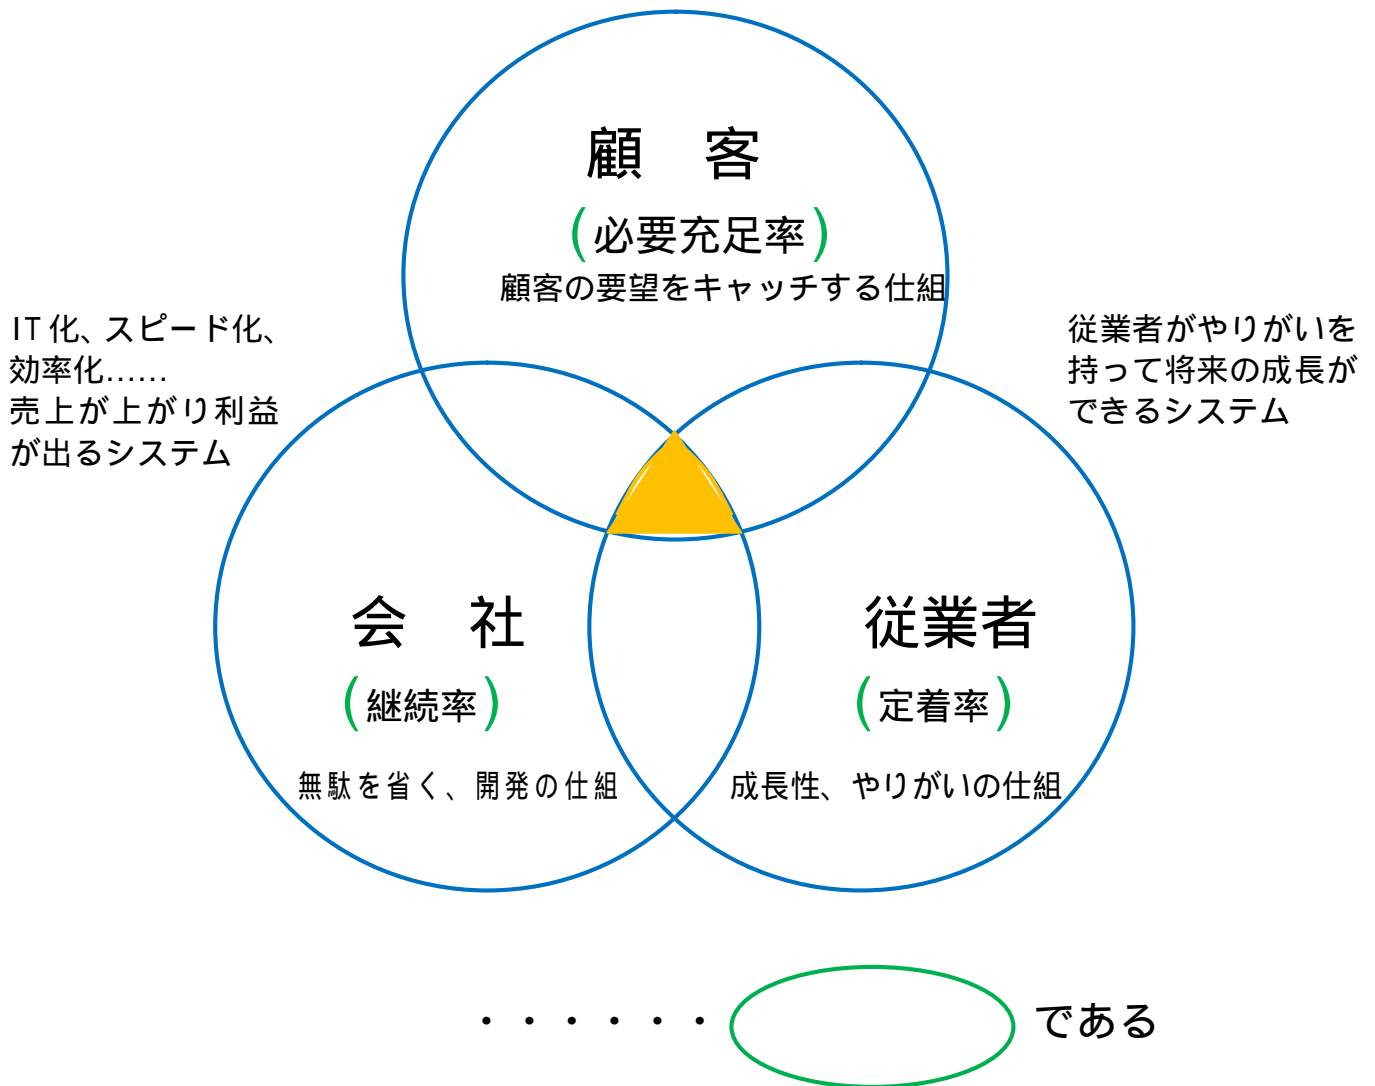 顧　客
(必要充足率)
顧客の要望をキャッチする仕組
IT化、スピード化、
効率化……
売上が上がり利益
が出るシステム
従業者がやりがいを
持って将来の成長が
できるシステム
会　社
(継続率)
無駄を省く、開発の仕組
従業者
(定着率)
成長性、やりがいの仕組
・・・・・・　である